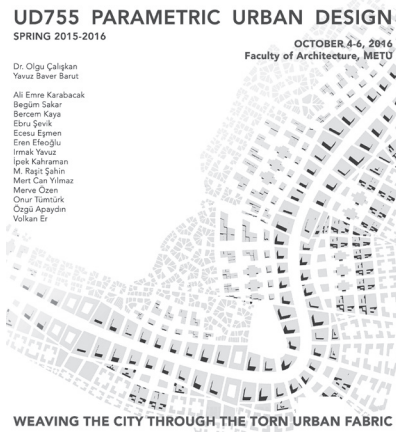 UD755 PARAMETRIC URBAN DESIGN
SPRING 2015-2016
OCTOBER 4-6, 2016
Faculty of Architecture, METU
Dr. Olgu Çalışkan
Yavuz Baver Barut
Ali Emre Karabacak
Begüm Sakar
Bercem Kaya
Ebru Şevik
Ecesu Eşmen
Eren Efeoğlu
Irmak Yavuz
İpek Kahraman
M. Raşit Şahin
Mert Can Yılmaz
Merve Özen
Onur Tümtürk
Özgü Apaydın
Volkan Er
WEAVING THE CITY THROUGH THE TORN URBAN FABRIC